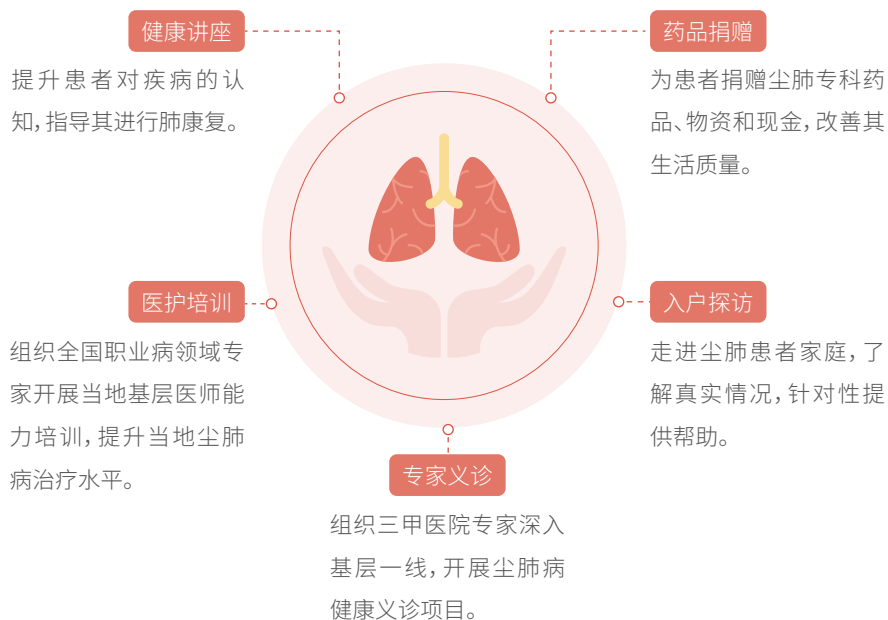 健康讲座
提升患者对疾病的认
知，指导其进行肺康复。
药品捐赠
为患者捐赠尘肺专科药
品、物资和现金，改善其
生活质量。
医护培训
组织全国职业病领域专
家开展当地基层医师能
力培训，提升当地尘肺
病治疗水平。
入户探访
走进尘肺患者家庭，了
解真实情况，针对性提
供帮助。
专家义诊
组织三甲医院专家深入
基层一线，开展尘肺病
健康义诊项目。